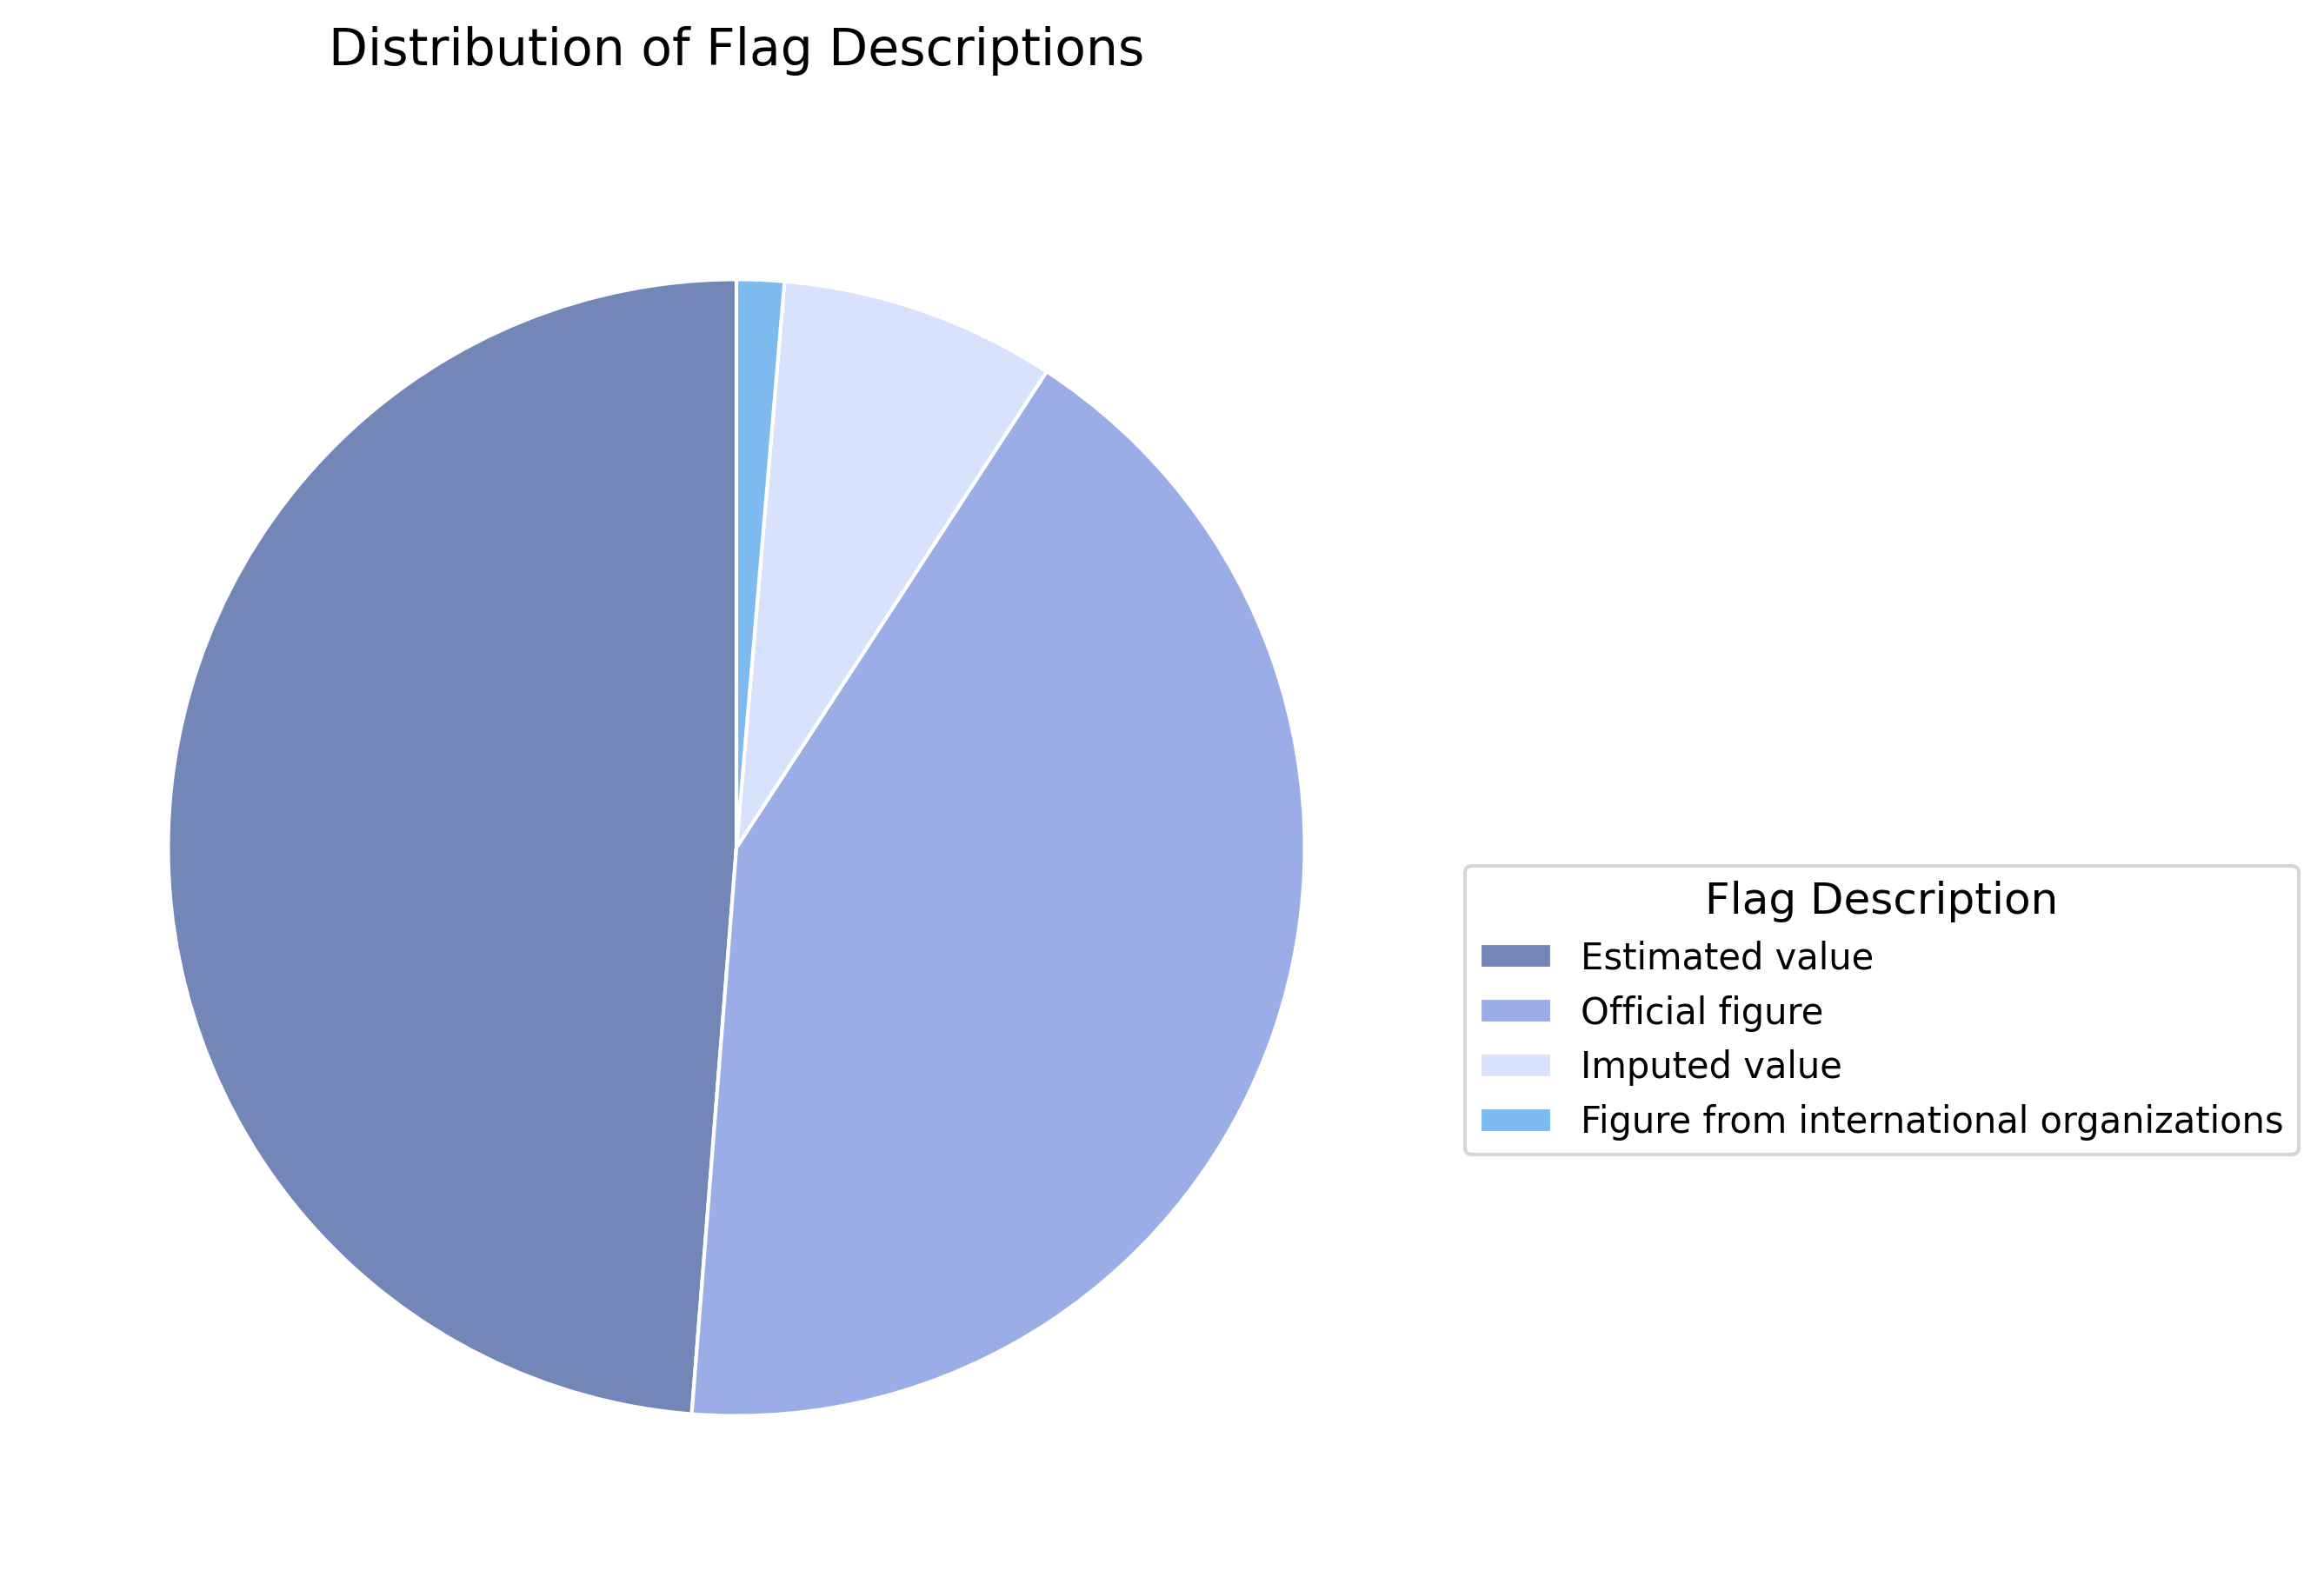 Distribution of Flag Descriptions
Flag Description
Estimated value
Official figure
Imputed value
Figure from international organizations